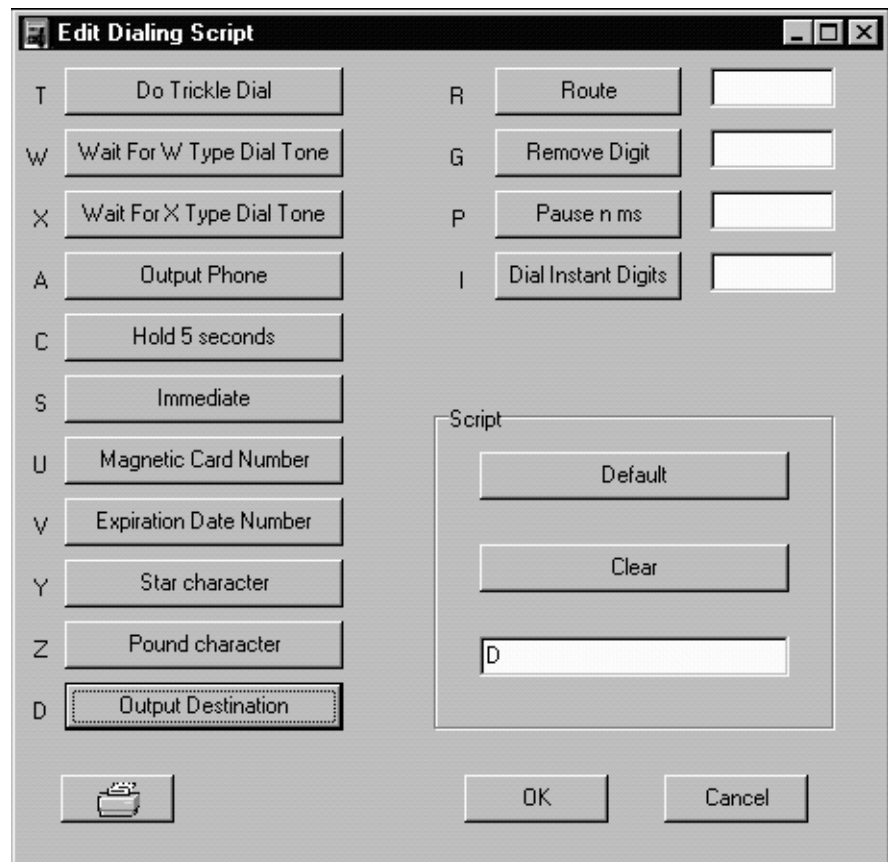 Edit Dialing Script
T Do Trickle Dial
W Wait For W Type Dial Tone
X Wait For X Type Dial Tone
A Output Phone
C Hold 5 seconds
S Immediate
U Magnetic Card Number
V Expiration Date Number
Y Star character
Z Pound character
D Output Destination
R Route
G Remove Digit
P Pause n ms
I Dial Instant Digits
Script
Default
Clear
D
OK Cancel